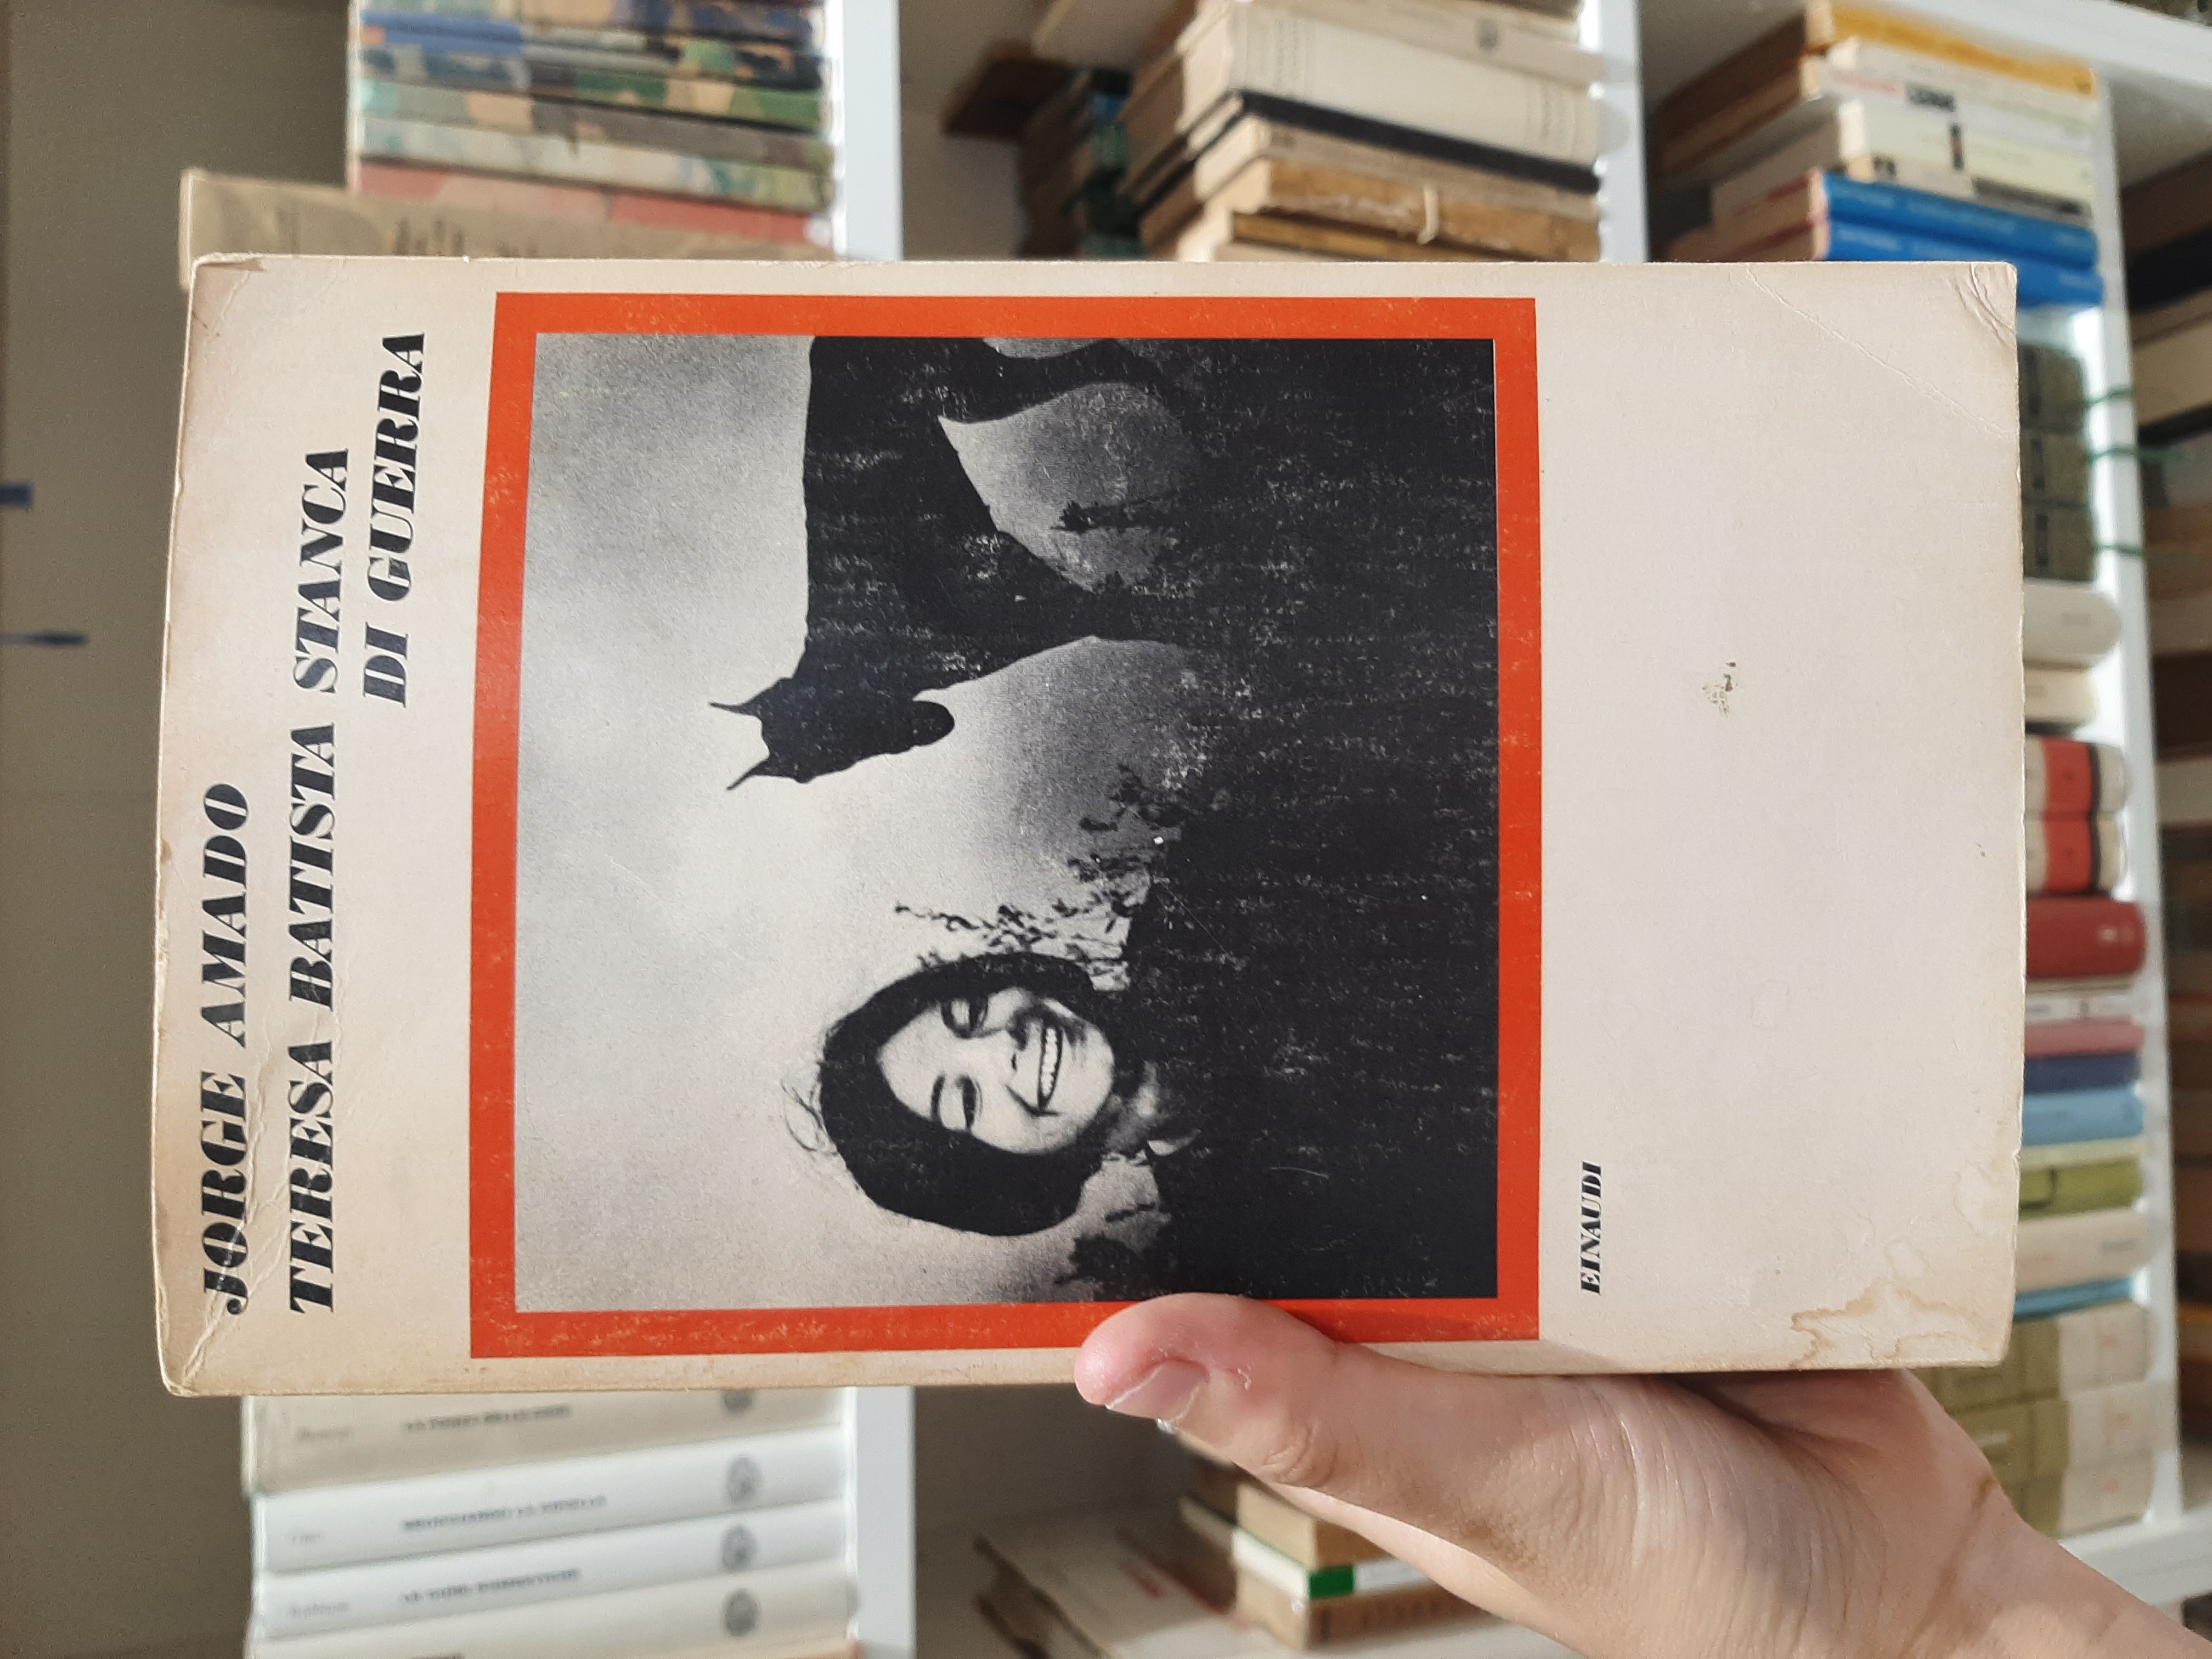 JORGE AMADO
TERESA BATISTA STANCA
DI GUERRA
EINAUDI